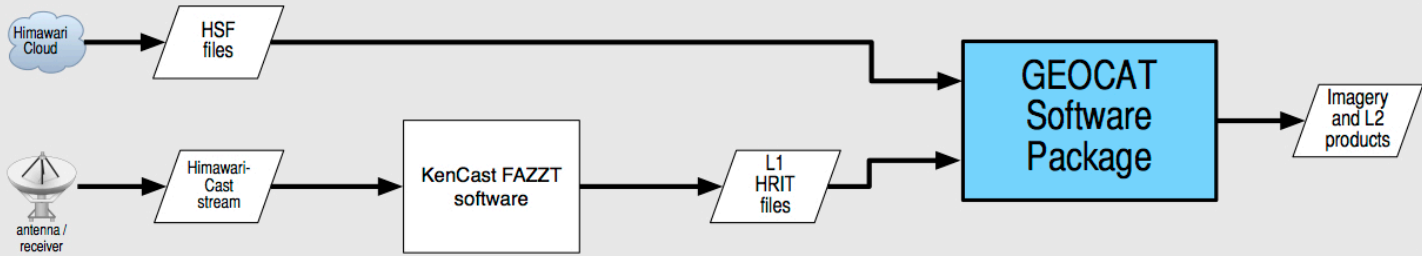 Himawari
Cloud
HSF
files
GEOCAT
Software
Package
Imagery
and L2
products
antenna /
receiver
Himawari-
Cast
stream
KenCast FAZZT
software
L1
HRIT
files